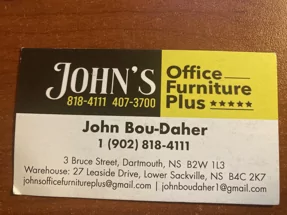 JOHN'S
818-4111 407-3700
Office
Furniture
Plus ★★★★★
John Bou-Daher
1 (902) 818-4111
3 Bruce Street, Dartmouth, NS B2W 1L3
Warehouse: 27 Leaside Drive, Lower Sackville, NS B4C 2K7
johnsofficefurnitureplus@gmail.com | johnboudaher1@gmail.com